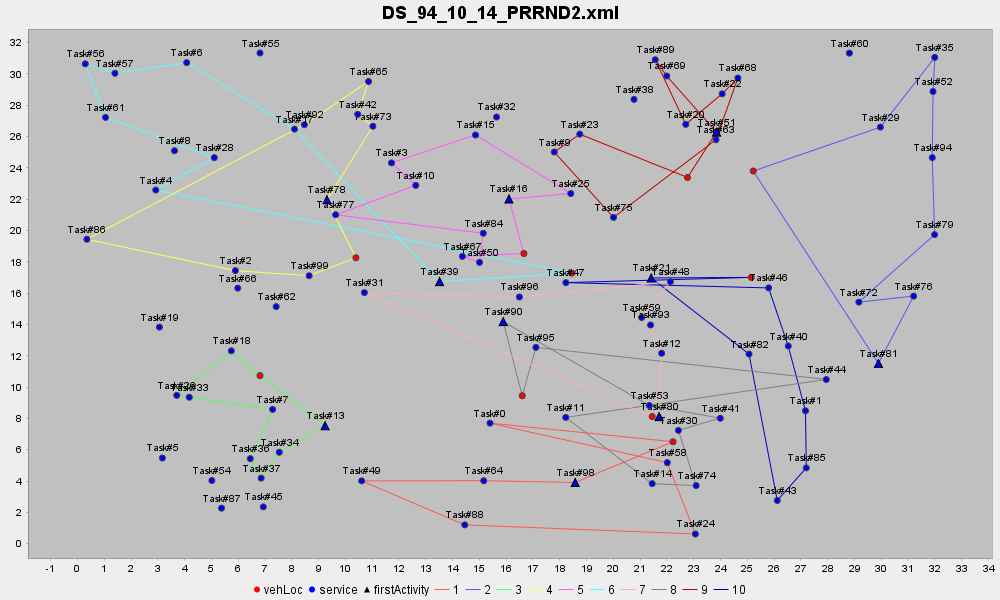 DS_94_10_14_PRRND2.xml
32
30
28
26
24
22
20
18
16
14
12
10
8
6
4
2
0
Task#55
Task#60
Task#56
Task#6
Task#57
Task#89
Task#35
Task#69
Task#68
Task#65
Task#22
Task#52
Task#38
Task#61
Task#42
Task#32
Task#92
Task#17
Task#73
Task#20
Task#51
Task#63
Task#29
Task#15
Task#23
Task#8
Task#28
Task#9
Task#94
Task#3
Task#10
Task#4
Task#78
Task#16
Task#25
Task#77
Task#75
Task#86
Task#84
Task#79
Task#67
Task#50
Task#2
Task#99
Task#66
Task#39
Task#47
Task#21
Task#48
Task#46
Task#31
Task#96
Task#62
Task#72
Task#76
Task#59
Task#93
Task#19
Task#90
Task#18
Task#95
Task#12
Task#82
Task#40
Task#81
Task#44
Task#33
Task#7
Task#13
Task#0
Task#11
Task#53
Task#80
Task#41
Task#1
Task#30
Task#5
Task#36
Task#34
Task#58
Task#85
Task#54
Task#37
Task#49
Task#64
Task#98
Task#14
Task#74
Task#43
Task#87
Task#45
Task#88
Task#24
-1 0 1 2 3 4 5 6 7 8 9 10 11 12 13 14 15 16 17 18 19 20 21 22 23 24 25 26 27 28 29 30 31 32 33 34
vehLoc service firstActivity 1 2 3 4 5 6 7 8 9 10